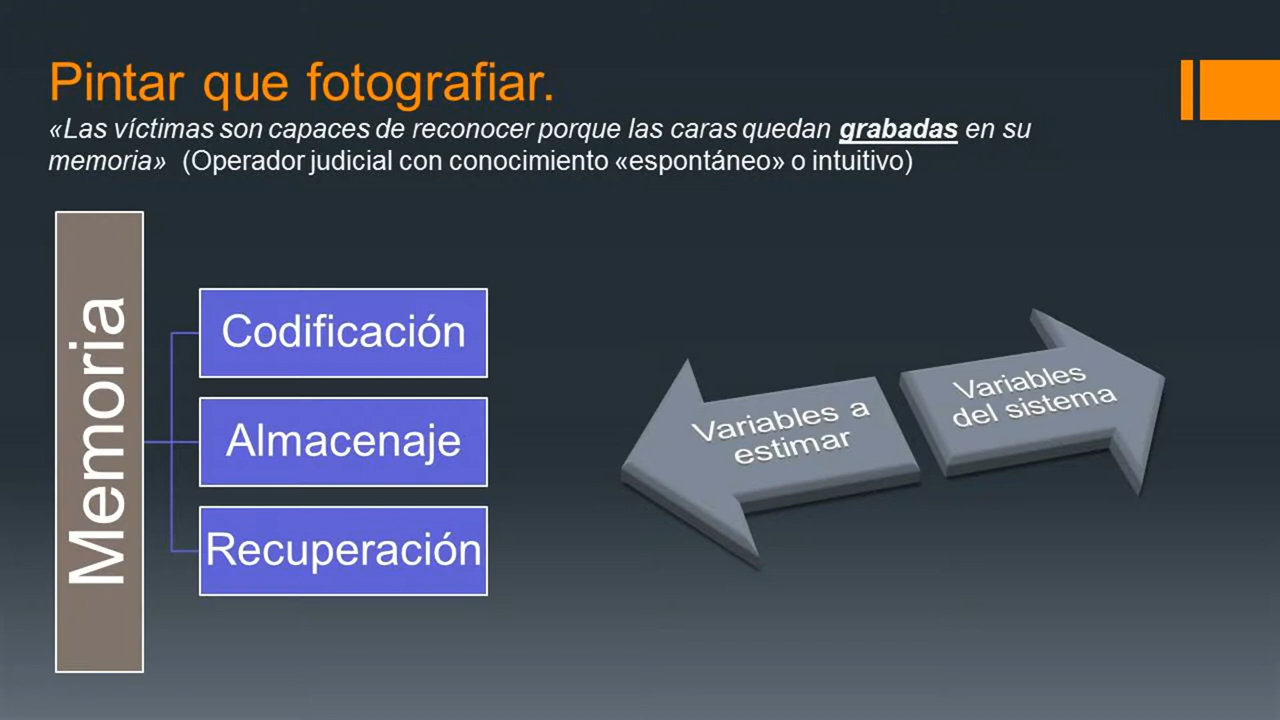 Pintar que fotografiar.
«Las víctimas son capaces de reconocer porque las caras quedan grabadas en su
memoria» (Operador judicial con conocimiento «espontáneo» o intuitivo)
Memoria
Codificación
Almacenaje
Recuperación
Variables a
estimar
Variables
del sistema